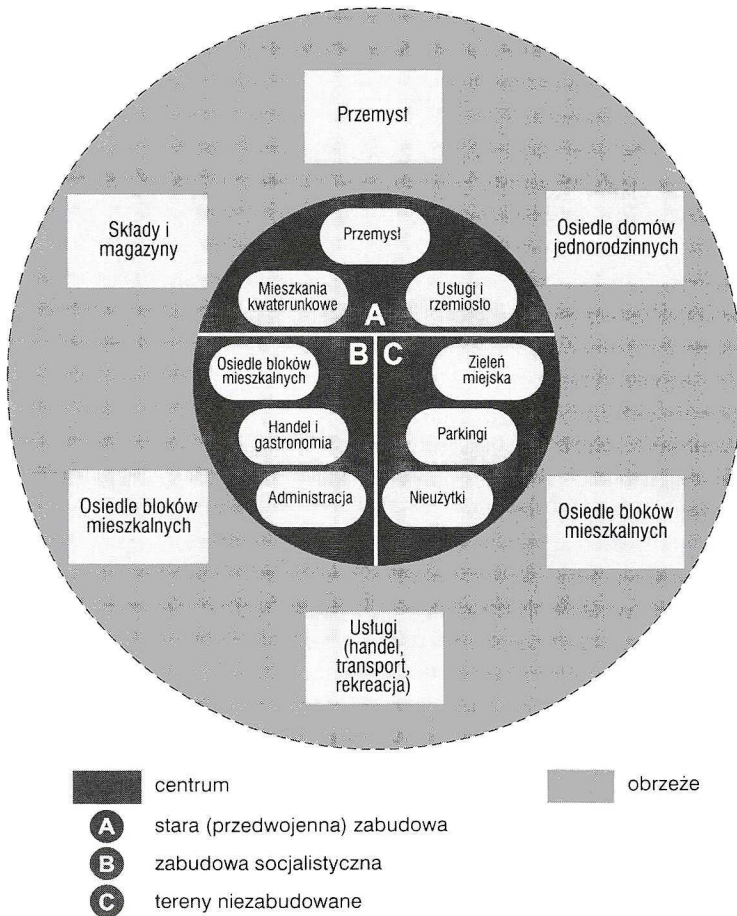 Przemysł
Składy i
magazyny
Osiedle domów
jednorodzinnych
Przemysł
Mieszkania
kwaterunkowe
Usługi i
rzemiosło
A
B
C
Osiedle bloków
mieszkalnych
Zieleń
miejska
Handel i
gastronomia
Parkingi
Administracja
Nieużytki
Osiedle bloków
mieszkalnych
Osiedle bloków
mieszkalnych
Usługi
(handel,
transport,
rekreacja)
centrum
obrzeże
A stara (przedwojenna) zabudowa
B zabudowa socjalistyczna
C tereny niezabudowane